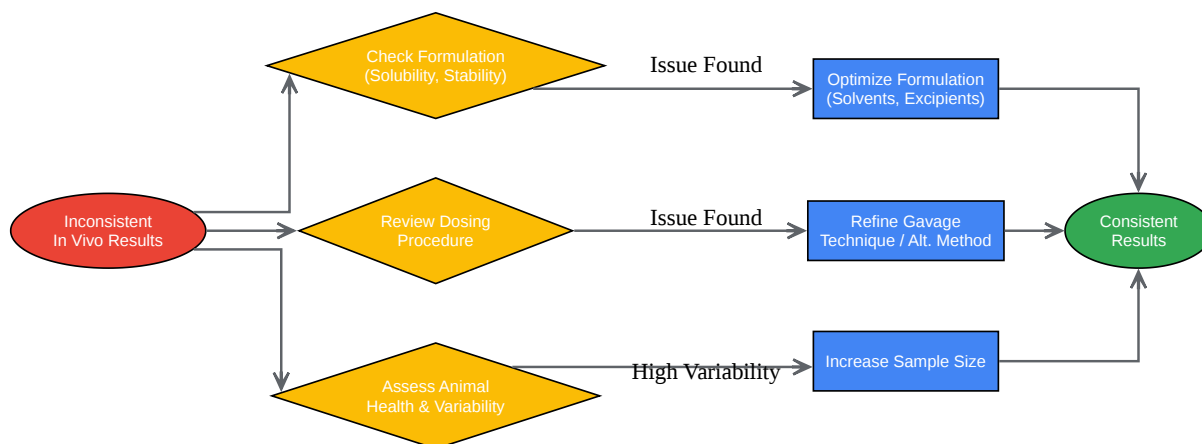 Check Formulation
(Solubility, Stability)
Issue Found
Optimize Formulation
(Solvents, Excipients)
Inconsistent
In Vivo Results
Review Dosing
Procedure
Issue Found
Refine Gavage
Technique / Alt. Method
Consistent
Results
Assess Animal
Health & Variability
High Variability
Increase Sample Size